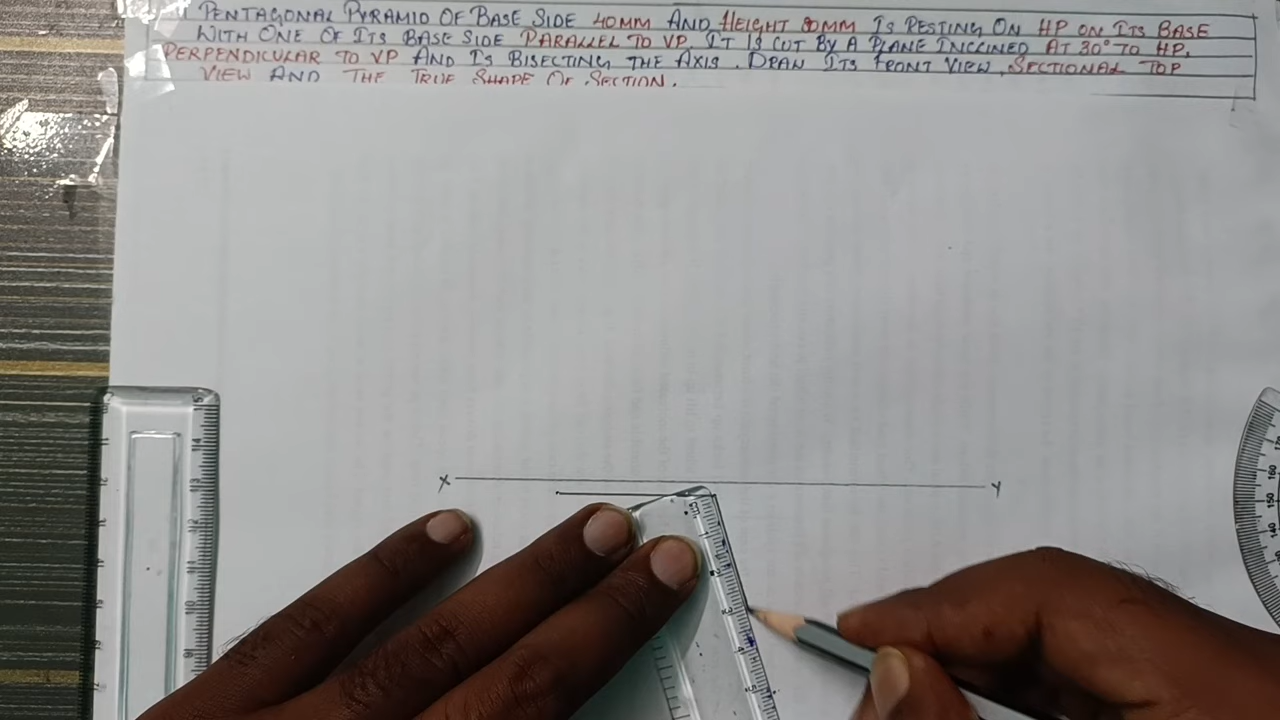 A PENTAGONAL PYRAMID OF BASE SIDE 40MM AND HEIGHT 80MM IS RESTING ON HP ON ITS BASE
WITH ONE OF ITS BASE SIDE PARALLEL TO VP. IT IS CUT BY A PLANE INCLINED AT 30° TO HP,
PERPENDICULAR TO VP AND IS BISECTING THE AXIS. DRAW ITS FRONT VIEW, SECTIONAL TOP
VIEW AND THE TRUE SHAPE OF SECTION.
X Y